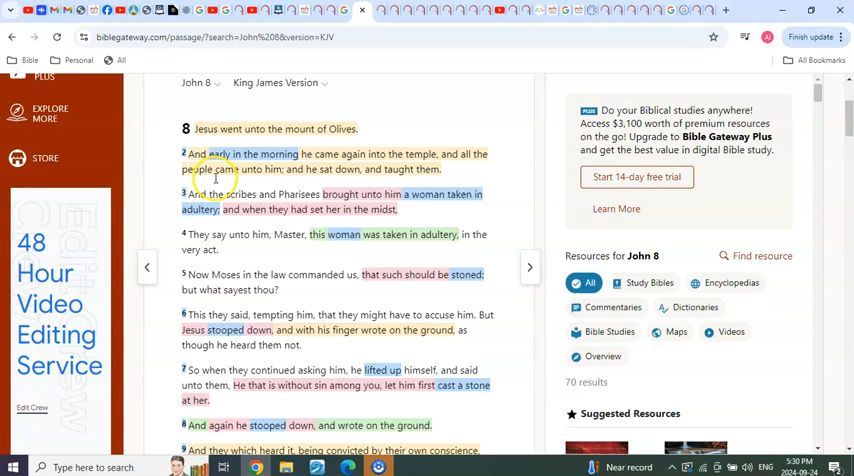 biblegateway.com/passage/?search=John%208&version=KJV
AI
Finish update
Bible
Personal
All
All Bookmarks
PLUS
EXPLORE
MORE
STORE
48
Hour
Video
Editing
Service
Edit Crew
John 8
King James Version
8 Jesus went unto the mount of Olives.
2 And early in the morning he came again into the temple, and all the
people came unto him; and he sat down, and taught them.
3 And the scribes and Pharisees brought unto him a woman taken in
adultery; and when they had set her in the midst,
4 They say unto him, Master, this woman was taken in adultery, in the
very act.
5 Now Moses in the law commanded us, that such should be stoned:
but what sayest thou?
6 This they said, tempting him, that they might have to accuse him. But
Jesus stooped down, and with his finger wrote on the ground, as
though he heard them not.
7 So when they continued asking him, he lifted up himself, and said
unto them, He that is without sin among you, let him first cast a stone
at her.
8 And again he stooped down, and wrote on the ground.
9 And they which heard it, being convicted by their own conscience,
PLUS Do your Biblical studies anywhere!
Access $3,100 worth of premium resources
on the go! Upgrade to Bible Gateway Plus
and get the best value in digital Bible study.
Start 14-day free trial
Learn More
Resources for John 8
Find resource
All
Study Bibles
Encyclopedias
Commentaries
Dictionaries
Bible Studies
Maps
Videos
Overview
70 results
Suggested Resources
Type here to search
Near record
ENG
5:30 PM
2024-09-24